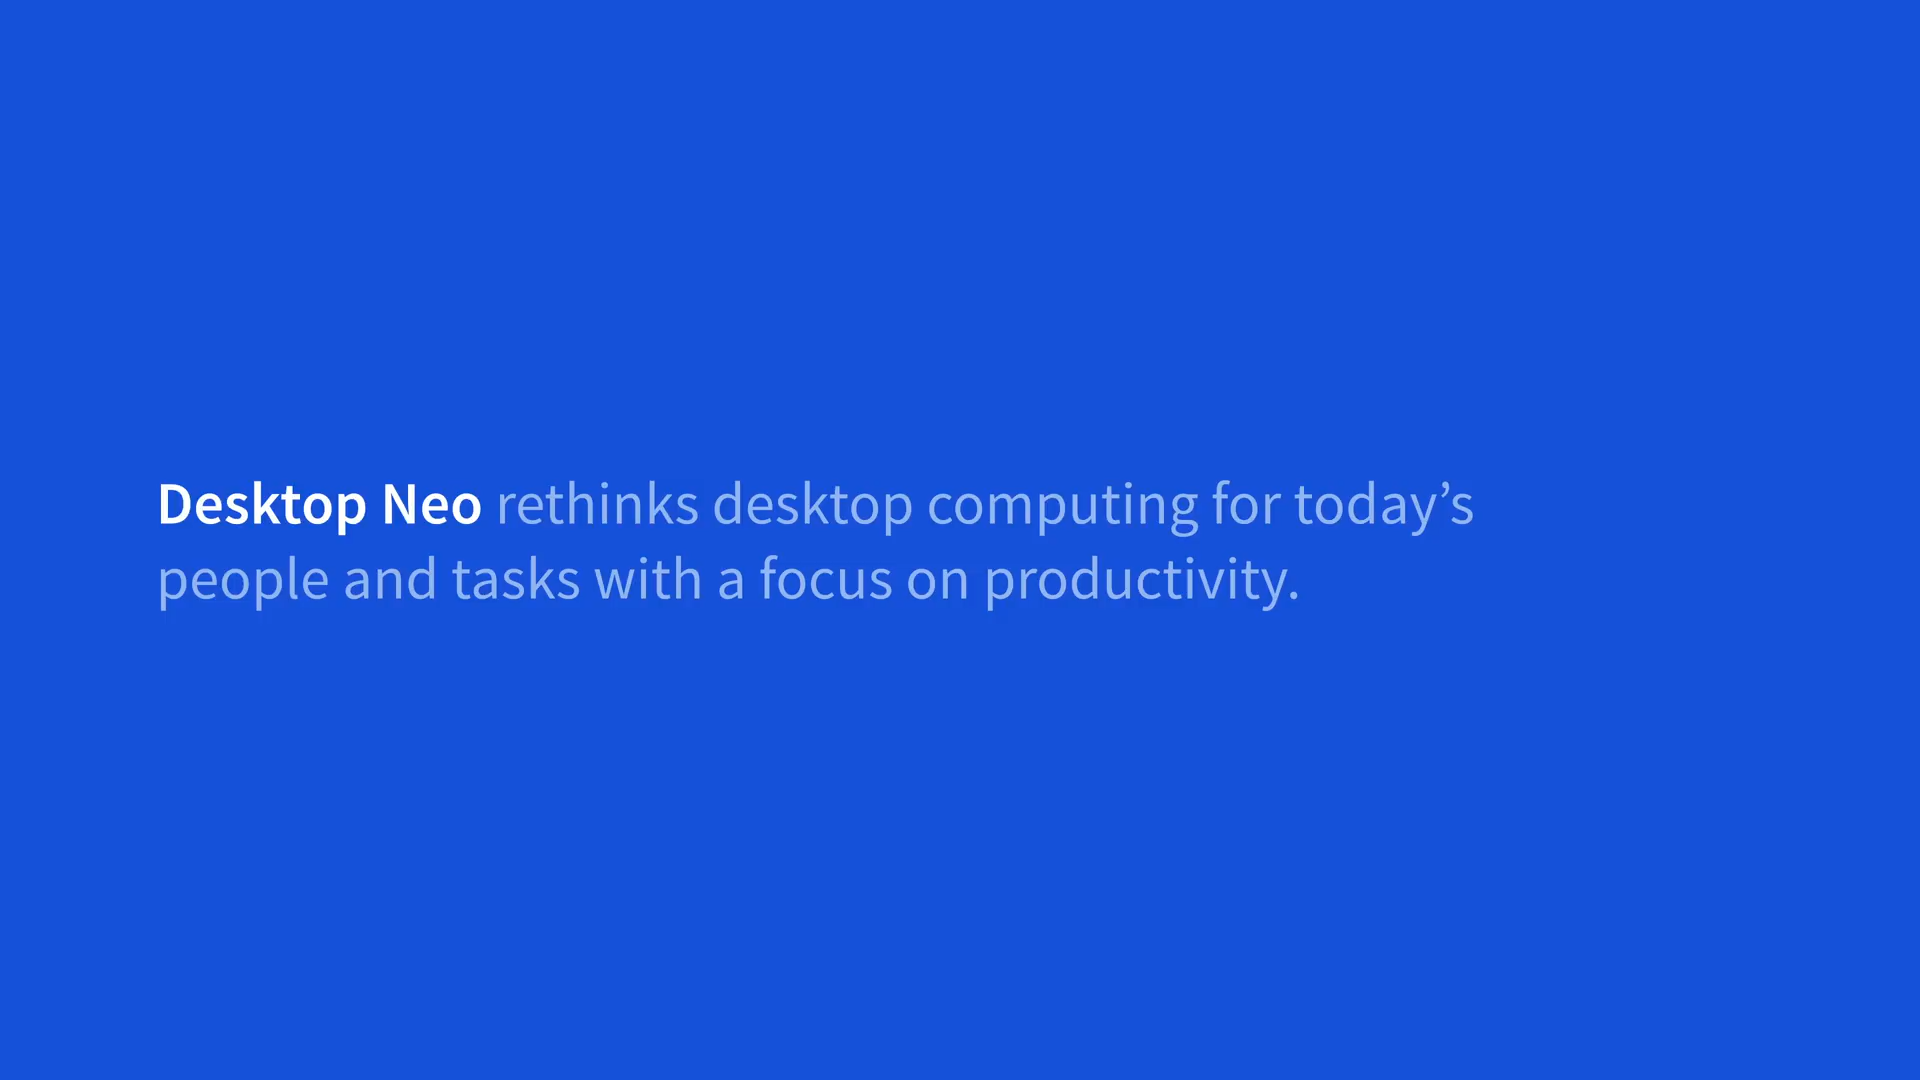 Desktop Neo rethinks desktop computing for today’s
people and tasks with a focus on productivity.